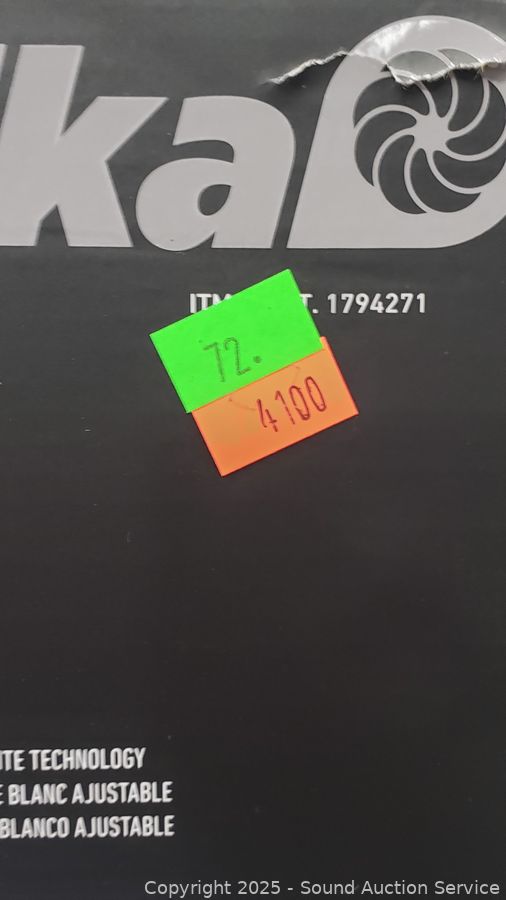 ka
ITM
T. 1794271
72.
4100
TE TECHNOLOGY
BLANC AJUSTABLE
BLANCO AJUSTABLE
Copyright 2025 - Sound Auction Service